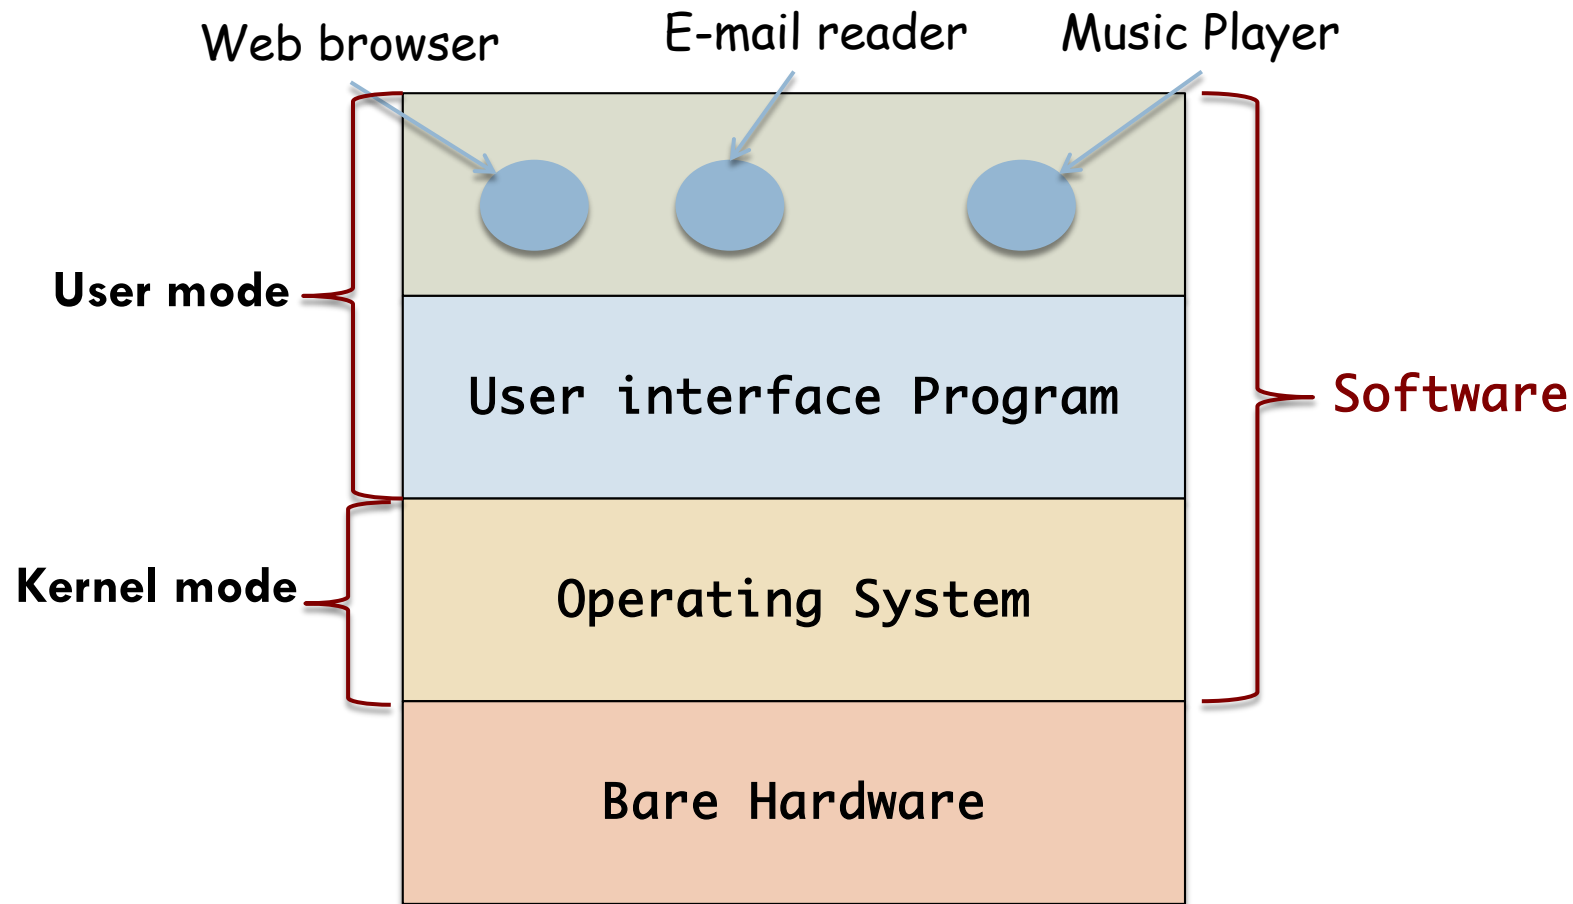 Web browser
E-mail reader
Music Player
User mode
User interface Program
Software
Kernel mode
Operating System
Bare Hardware